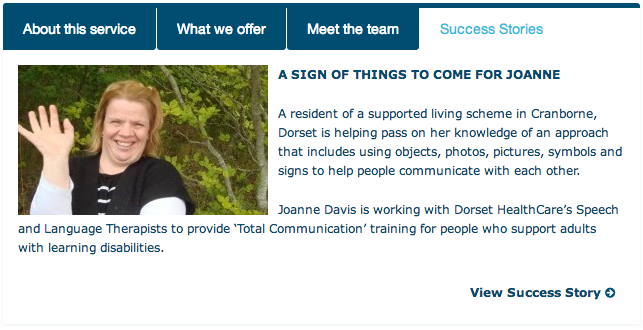 About this service
What we offer
Meet the team
Success Stories
A SIGN OF THINGS TO COME FOR JOANNE
A resident of a supported living scheme in Cranborne,
Dorset is helping pass on her knowledge of an approach
that includes using objects, photos, pictures, symbols and
signs to help people communicate with each other.
Joanne Davis is working with Dorset HealthCare’s Speech
and Language Therapists to provide ‘Total Communication’ training for people who support adults
with learning disabilities.
View Success Story